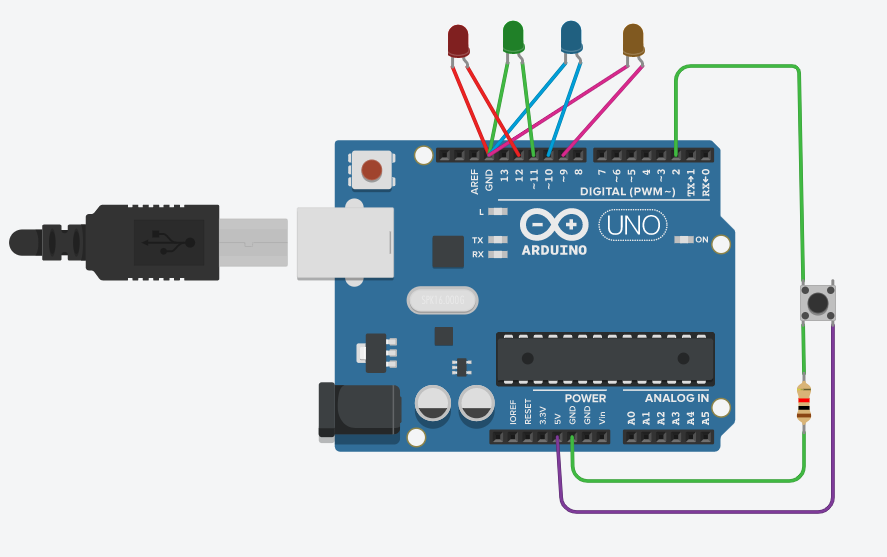 AREF
GND
13
12
~11
~10
~9
8
7
~6
~5
4
~3
2
TX→1
RX←0
DIGITAL (PWM~)
L
TX
RX
UNO
ARDUINO
ON
POWER
ANALOG IN
IOREF
RESET
3.3V
5V
GND
GND
Vin
A0
A1
A2
A3
A4
A5